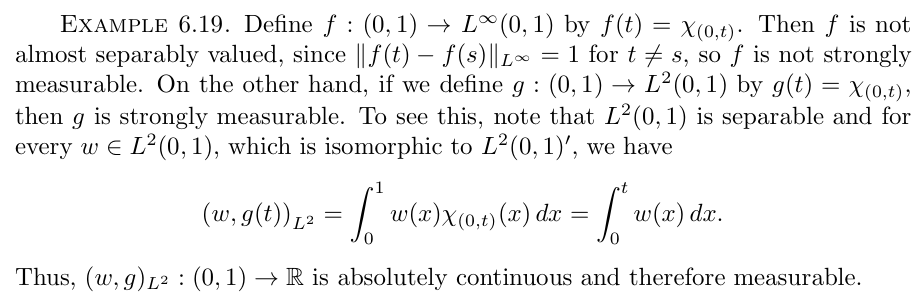 EXAMPLE 6.19. Define f : (0, 1) → L^∞(0, 1) by f(t) = χ_{(0,t)}. Then f is not
almost separably valued, since ‖f(t) − f(s)‖_{L^∞} = 1 for t ≠ s, so f is not strongly
measurable. On the other hand, if we define g : (0, 1) → L^2(0, 1) by g(t) = χ_{(0,t)},
then g is strongly measurable. To see this, note that L^2(0, 1) is separable and for
every w ∈ L^2(0, 1), which is isomorphic to L^2(0, 1)′, we have
(w, g(t))_{L^2} = ∫_0^1 w(x)χ_{(0,t)}(x) dx = ∫_0^t w(x) dx.
Thus, (w, g)_{L^2} : (0, 1) → ℝ is absolutely continuous and therefore measurable.